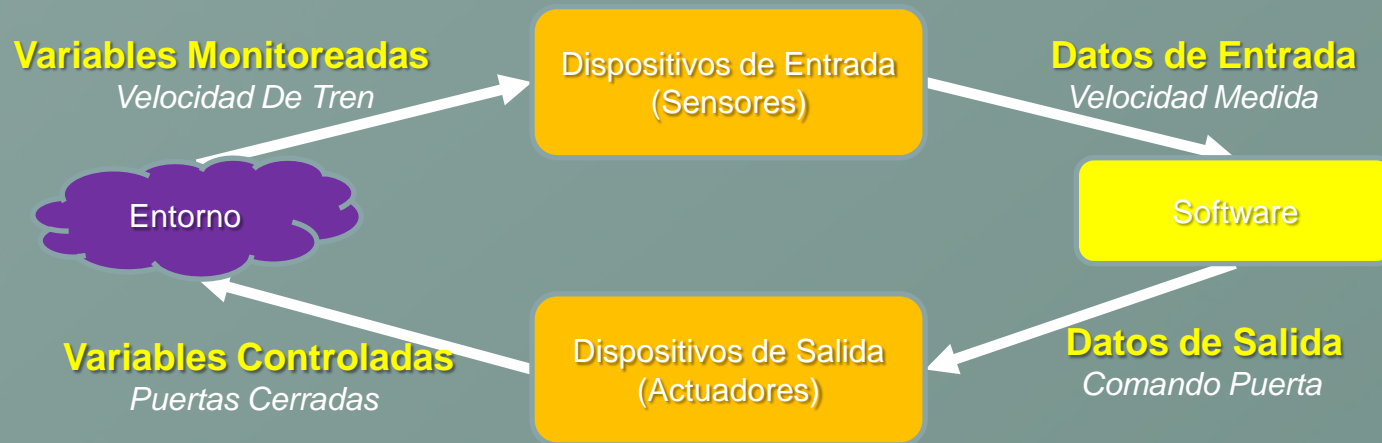 Variables Monitoreadas
Velocidad De Tren
Dispositivos de Entrada
(Sensores)
Datos de Entrada
Velocidad Medida
Entorno
Software
Variables Controladas
Puertas Cerradas
Dispositivos de Salida
(Actuadores)
Datos de Salida
Comando Puerta